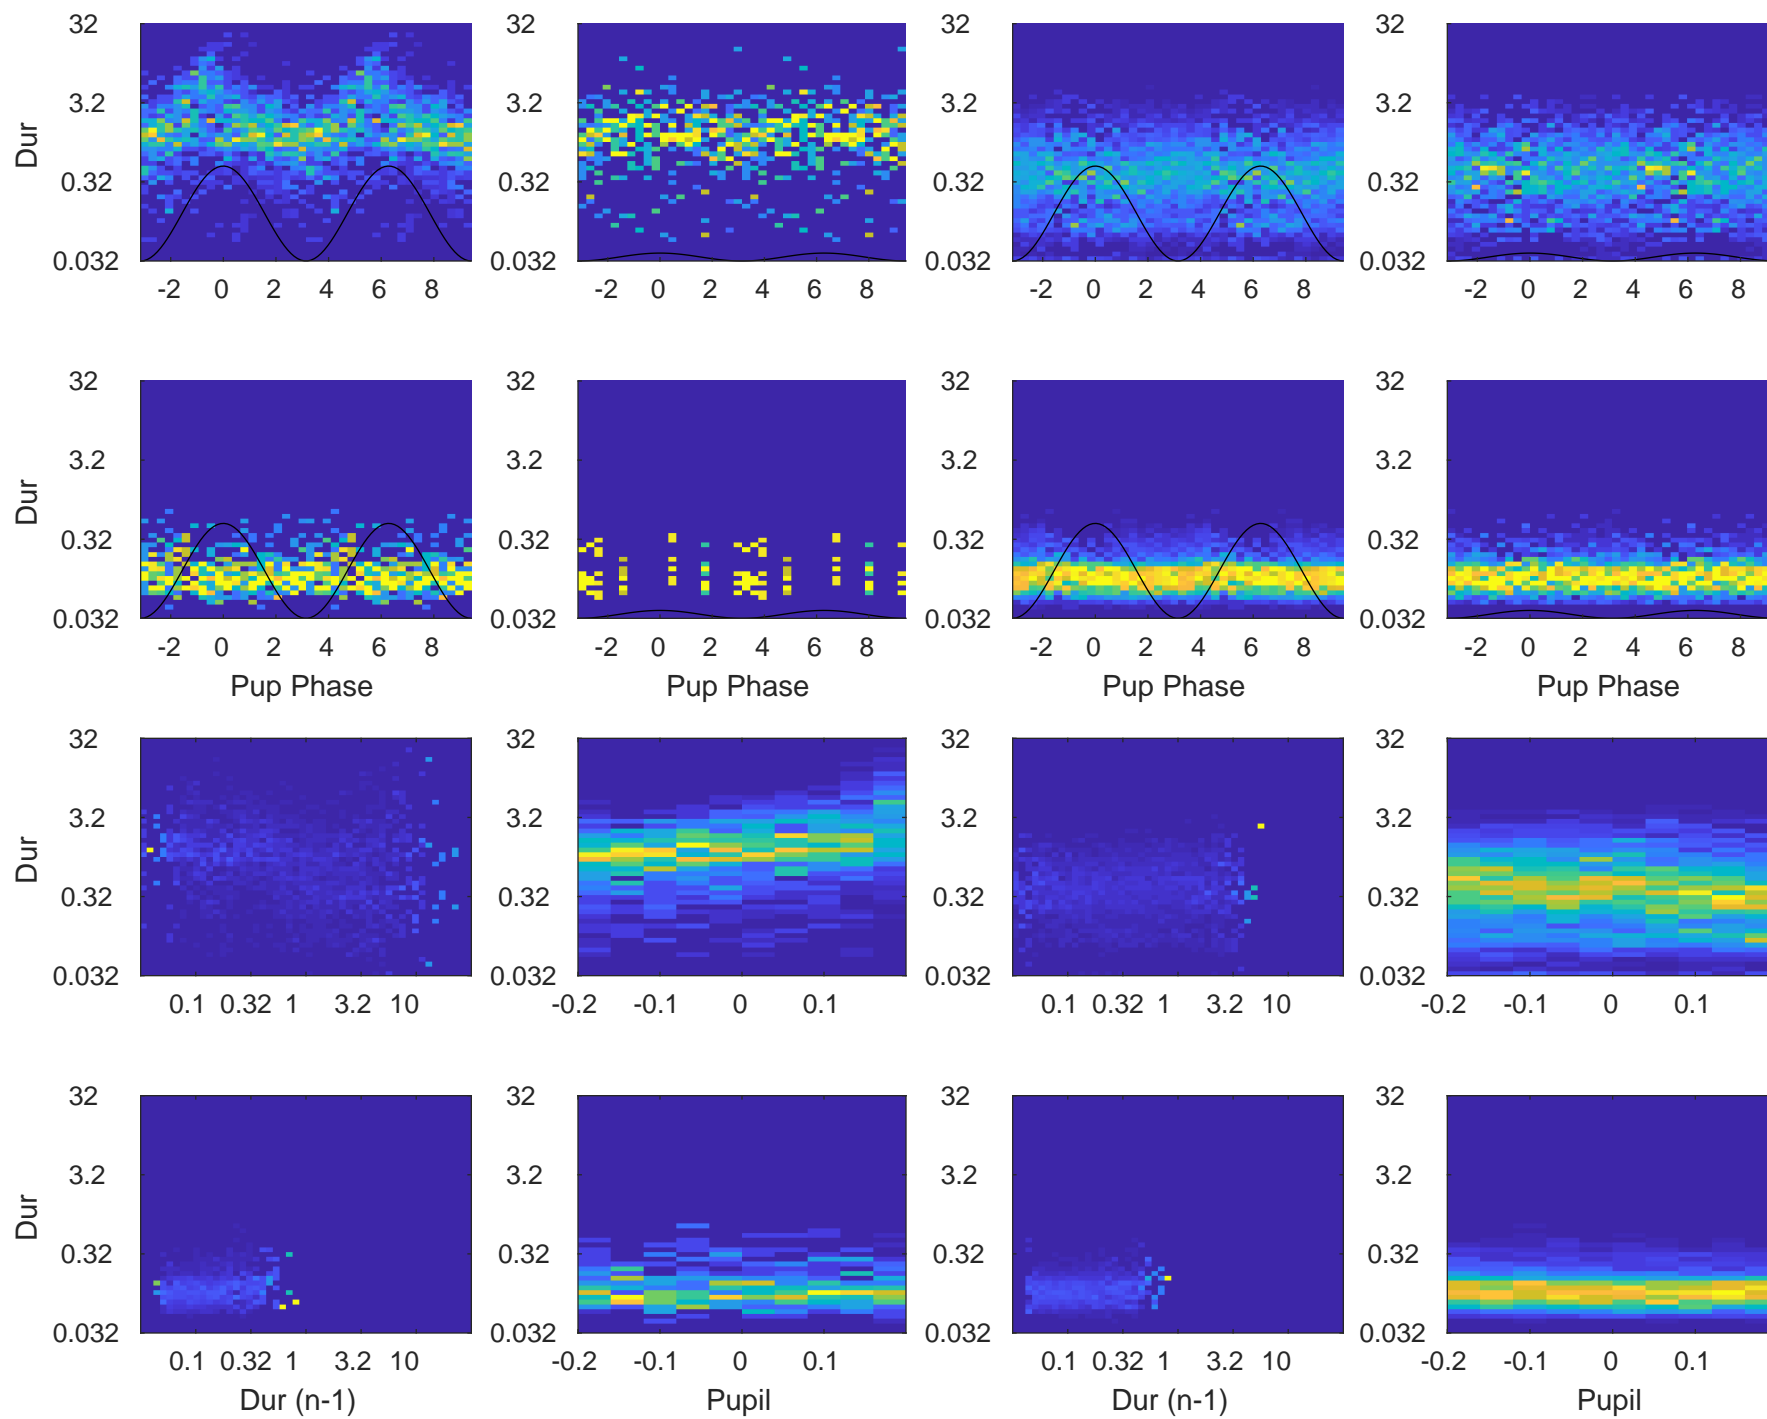 32 32 32 32
3.2 3.2 3.2 3.2
Dur
0.32 0.32 0.32 0.32
0.032 0.032 0.032 0.032
-2 0 2 4 6 8 -2 0 2 4 6 8 -2 0 2 4 6 8 -2 0 2 4 6 8
32 32 32 32
3.2 3.2 3.2 3.2
Dur
0.32 0.32 0.32 0.32
0.032 0.032 0.032 0.032
-2 0 2 4 6 8 -2 0 2 4 6 8 -2 0 2 4 6 8 -2 0 2 4 6 8
Pup Phase Pup Phase Pup Phase Pup Phase
32 32 32 32
3.2 3.2 3.2 3.2
Dur
0.32 0.32 0.32 0.32
0.032 0.032 0.032 0.032
0.1 0.32 1 3.2 10 -0.2 -0.1 0 0.1 0.1 0.32 1 3.2 10 -0.2 -0.1 0 0.1
32 32 32 32
3.2 3.2 3.2 3.2
Dur
0.32 0.32 0.32 0.32
0.032 0.032 0.032 0.032
0.1 0.32 1 3.2 10 -0.2 -0.1 0 0.1 0.1 0.32 1 3.2 10 -0.2 -0.1 0 0.1
Dur (n-1) Pupil Dur (n-1) Pupil